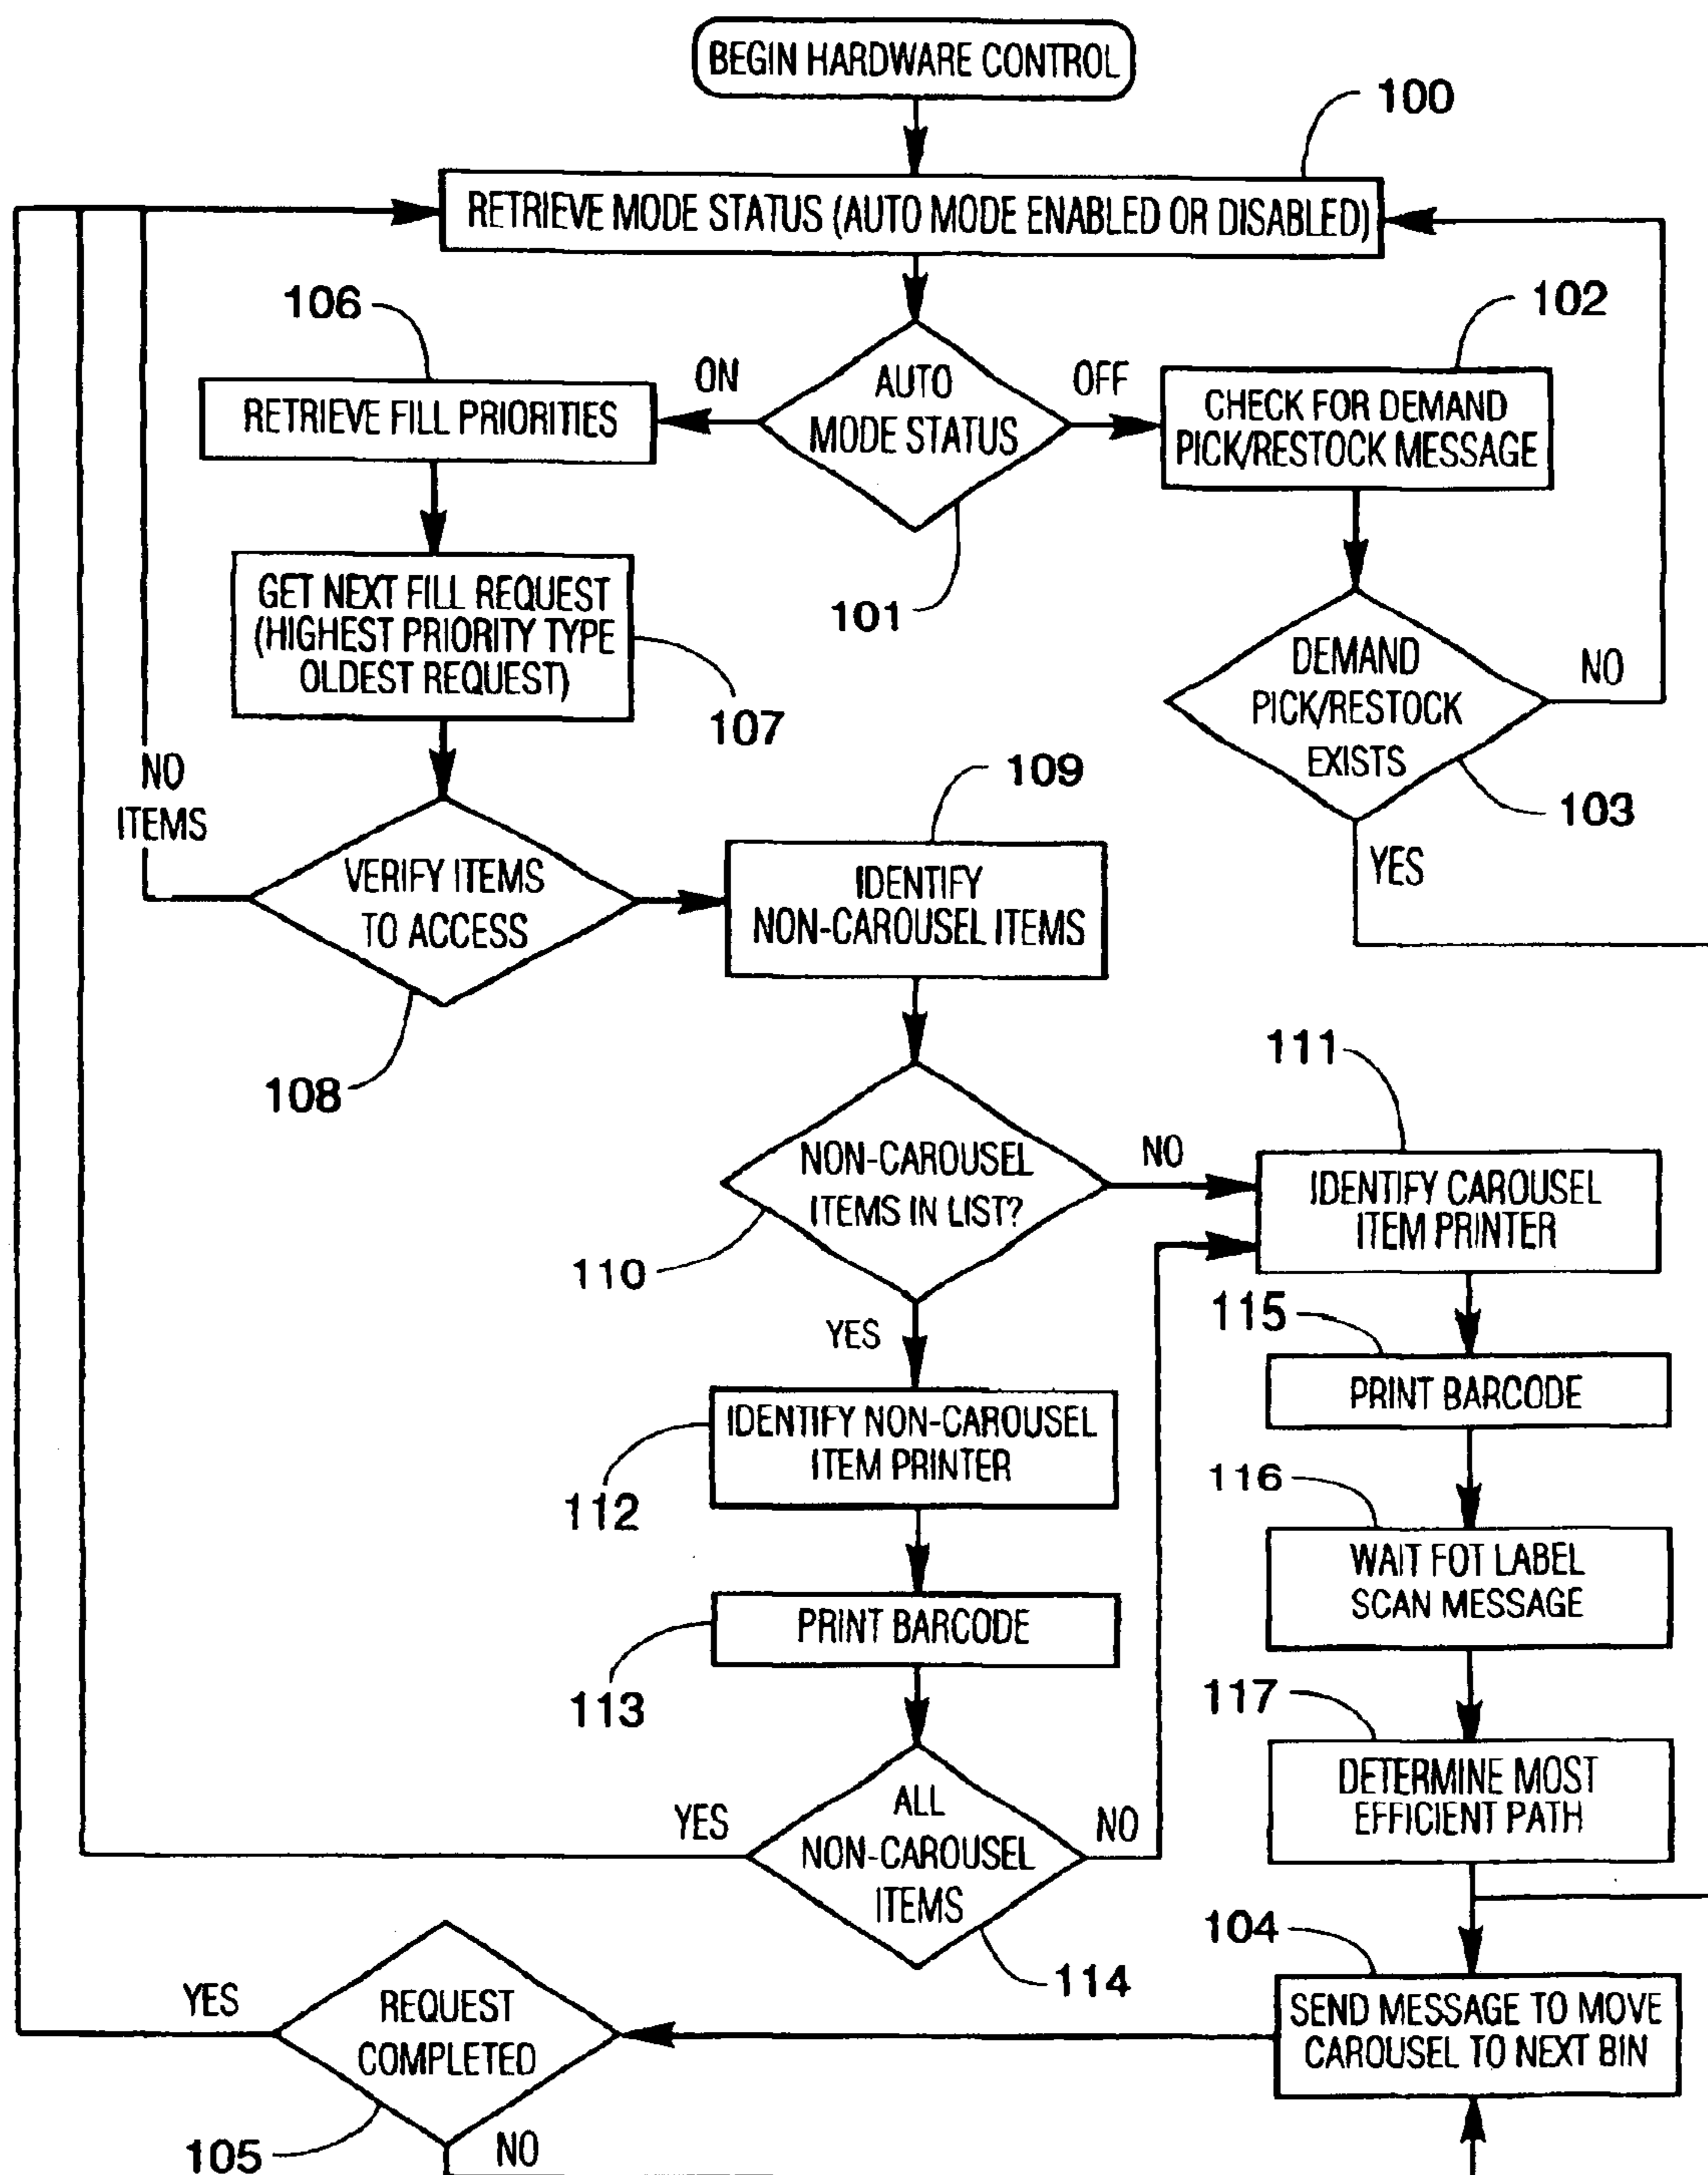 BEGIN HARDWARE CONTROL
100
RETRIEVE MODE STATUS (AUTO MODE ENABLED OR DISABLED)
106
102
ON
AUTO
MODE STATUS
OFF
RETRIEVE FILL PRIORITIES
CHECK FOR DEMAND
PICK/RESTOCK MESSAGE
101
GET NEXT FILL REQUEST
(HIGHEST PRIORITY TYPE
OLDEST REQUEST)
107
DEMAND
PICK/RESTOCK
EXISTS
NO
103
YES
NO
ITEMS
109
VERIFY ITEMS
TO ACCESS
IDENTIFY
NON-CAROUSEL ITEMS
108
111
NON-CAROUSEL
ITEMS IN LIST?
NO
IDENTIFY CAROUSEL
ITEM PRINTER
110
YES
115
PRINT BARCODE
IDENTIFY NON-CAROUSEL
ITEM PRINTER
112
116
WAIT FOT LABEL
SCAN MESSAGE
PRINT BARCODE
113
117
DETERMINE MOST
EFFICIENT PATH
YES
ALL
NON-CAROUSEL
ITEMS
NO
114
104
SEND MESSAGE TO MOVE
CAROUSEL TO NEXT BIN
YES
REQUEST
COMPLETED
105
NO